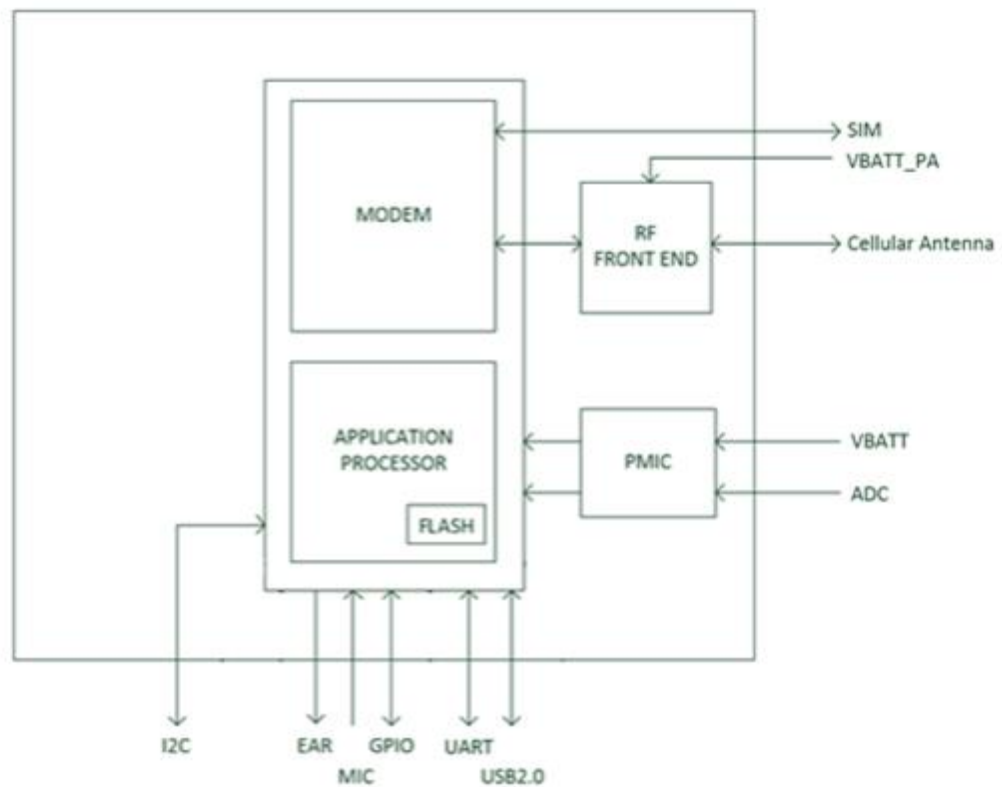 SIM
VBATT_PA
MODEM
RF
FRONT END
Cellular Antenna
APPLICATION
PROCESSOR
FLASH
PMIC
VBATT
ADC
I2C
EAR
MIC
GPIO
UART
USB2.0